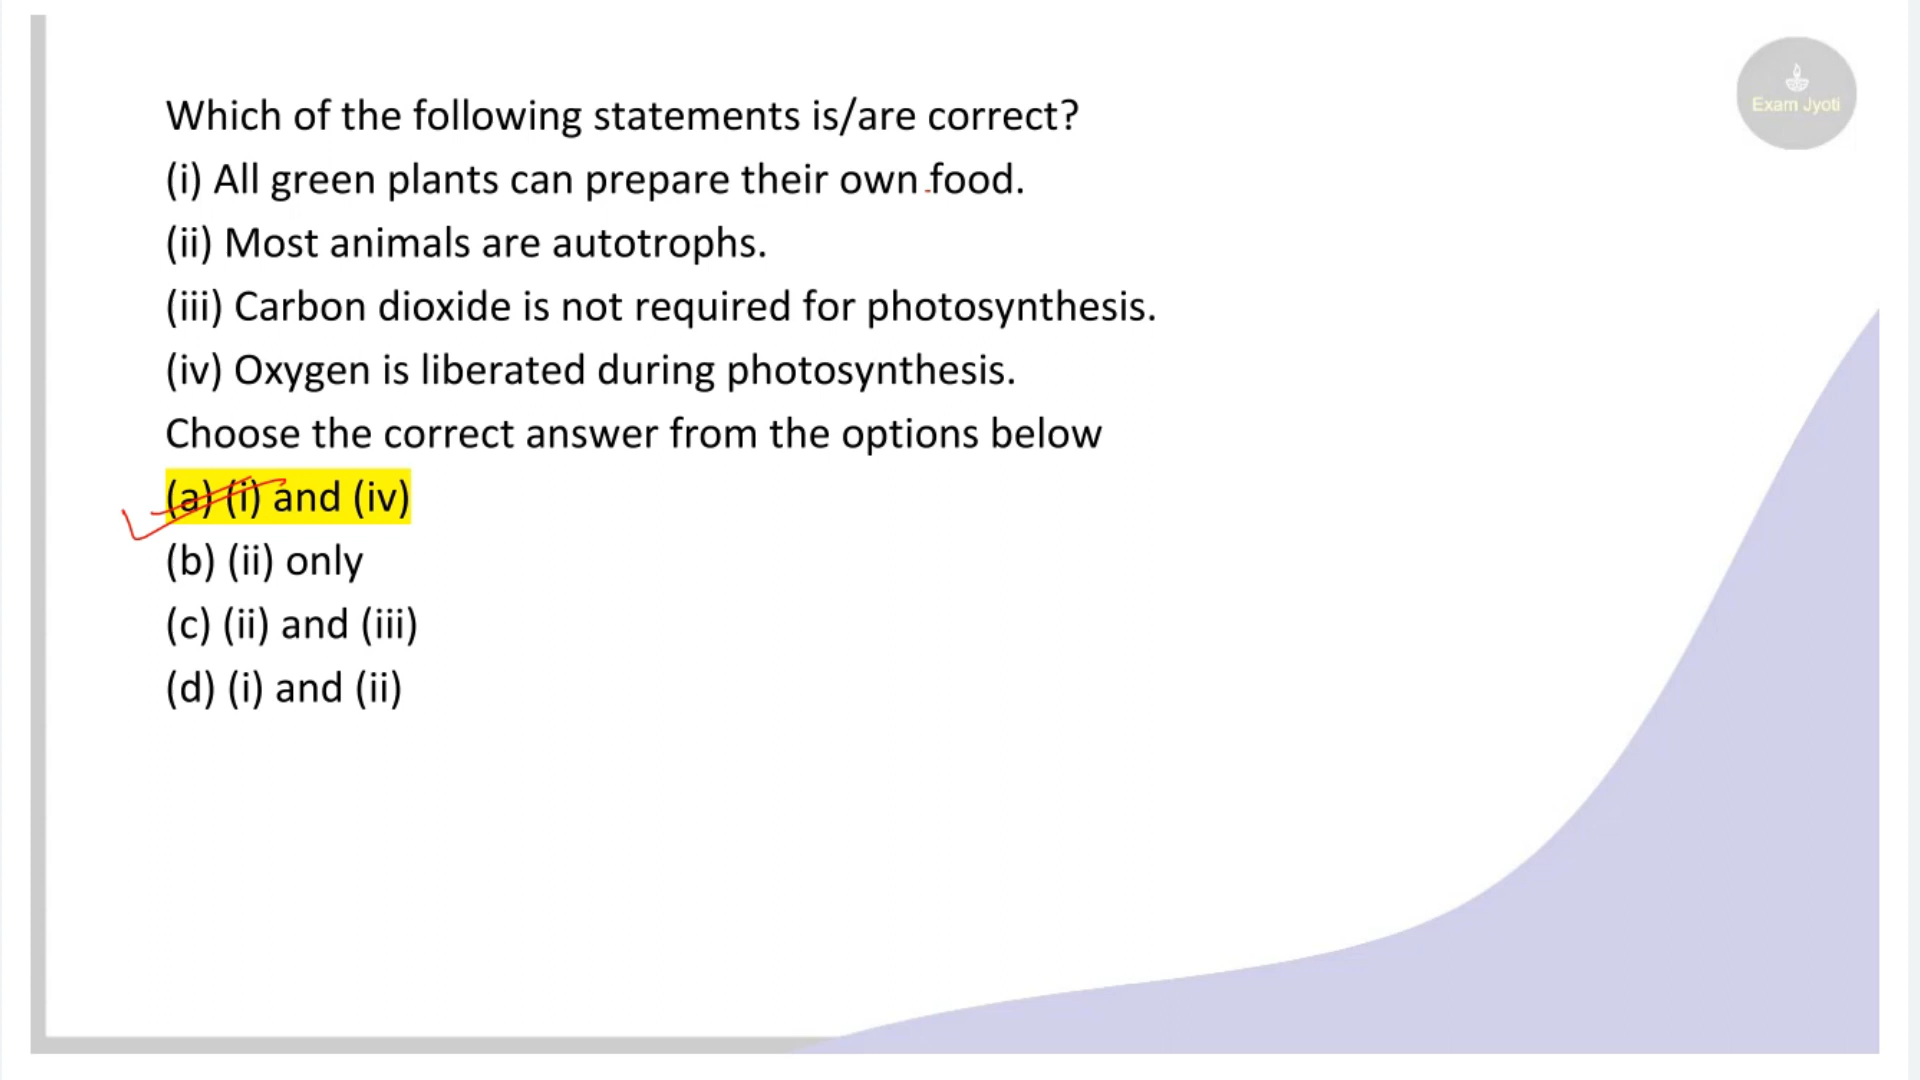 Exam Jyoti
Which of the following statements is/are correct?
(i) All green plants can prepare their own food.
(ii) Most animals are autotrophs.
(iii) Carbon dioxide is not required for photosynthesis.
(iv) Oxygen is liberated during photosynthesis.
Choose the correct answer from the options below
(a) (i) and (iv)
(b) (ii) only
(c) (ii) and (iii)
(d) (i) and (ii)